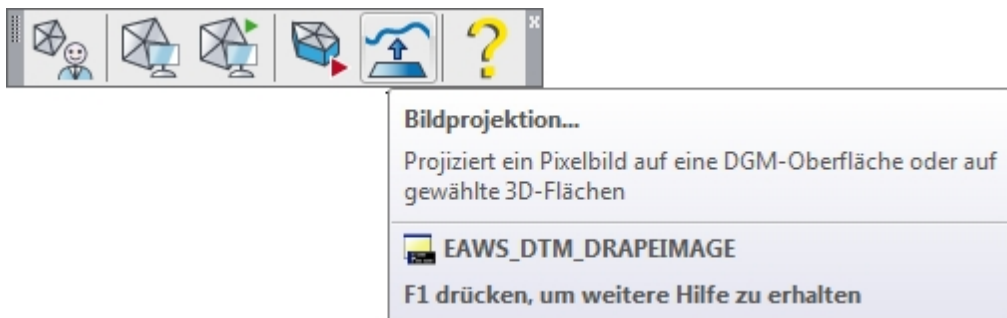 Bildprojektion...
Projiziert ein Pixelbild auf eine DGM-Oberfläche oder auf
gewählte 3D-Flächen
EAWS_DTM_DRAPEIMAGE
F1 drücken, um weitere Hilfe zu erhalten